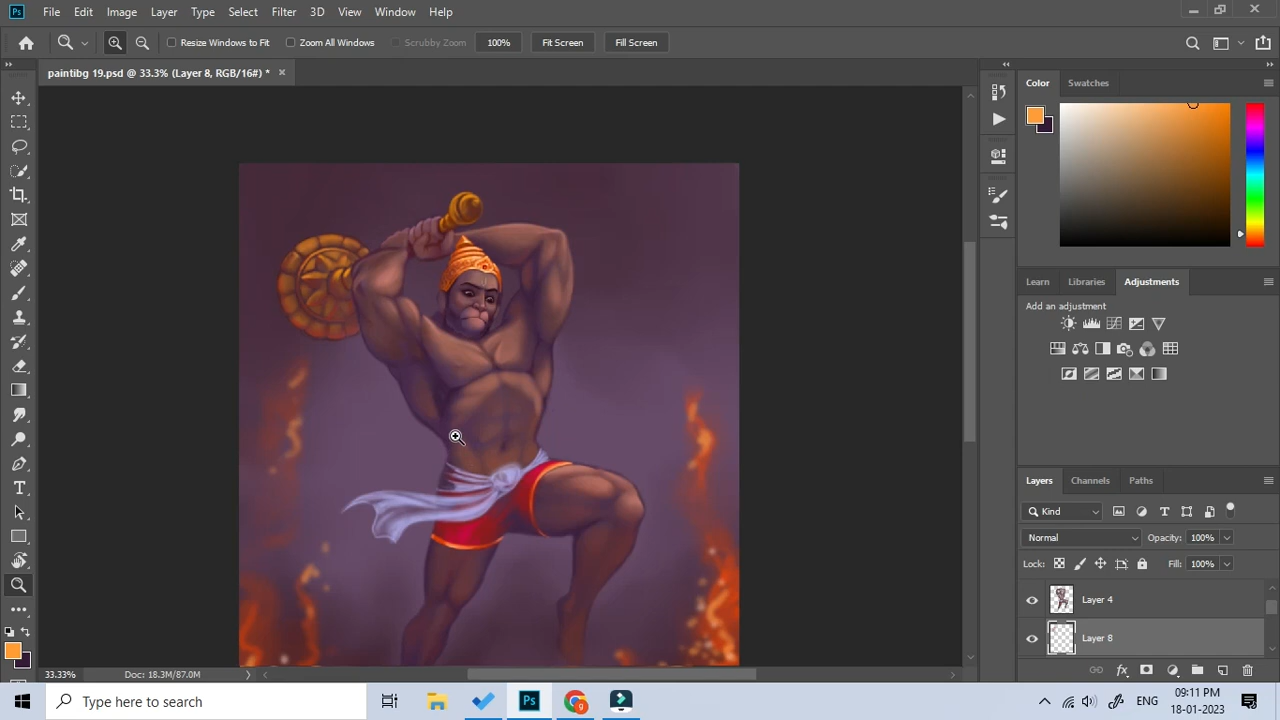 Ps File Edit Image Layer Type Select Filter 3D View Window Help
Resize Windows to Fit Zoom All Windows Scrubby Zoom 100% Fit Screen Fill Screen
paintibg 19.psd @ 33.3% (Layer 8, RGB/16#) *
Color Swatches
Learn Libraries Adjustments
Add an adjustment
Layers Channels Paths
Kind
Normal Opacity: 100%
Lock: Fill: 100%
Layer 4
Layer 8
33.33% Doc: 18.3M/87.0M
Type here to search
Ps
ENG
09:11 PM
18-01-2023